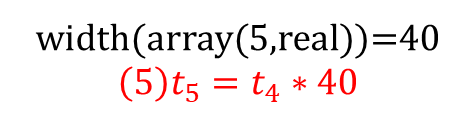 width(array(5,real))=40
(5)t₅ = t₄ * 40